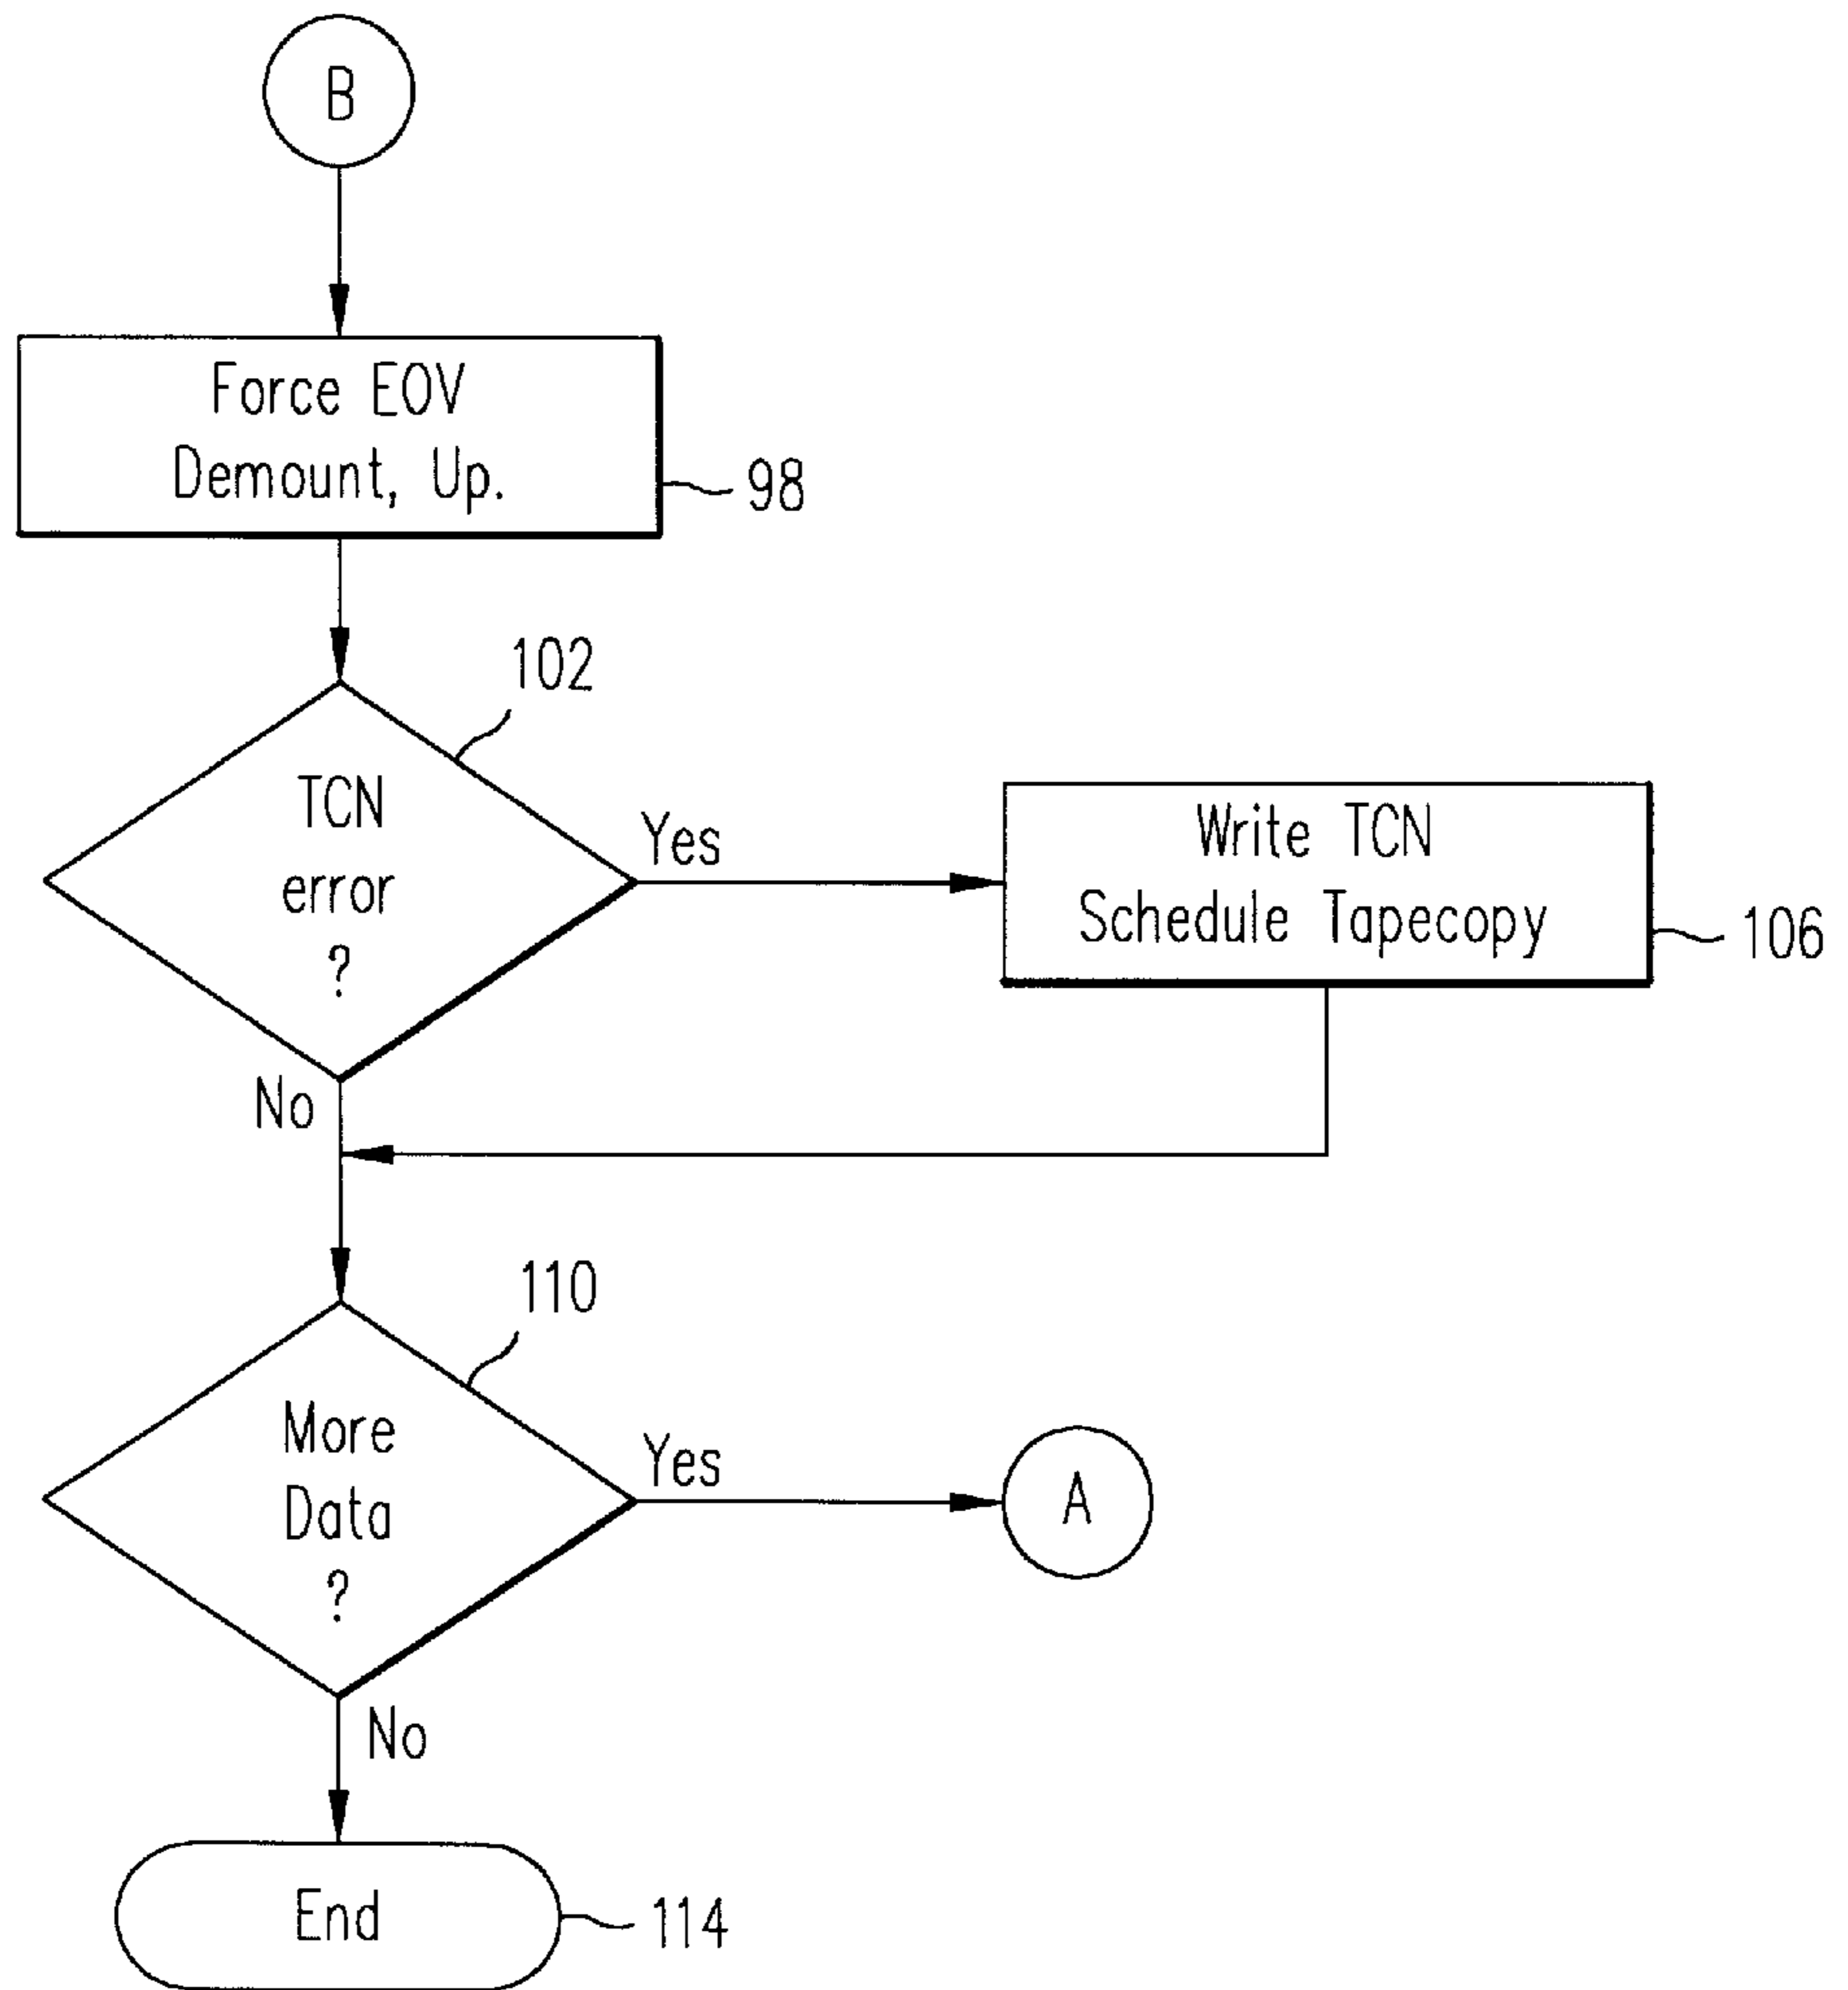 B
Force EOV
Demount, Up.
98
102
TCN
error
?
Yes
Write TCN
Schedule Tapecopy
106
No
110
More
Data
?
Yes
A
No
End
114